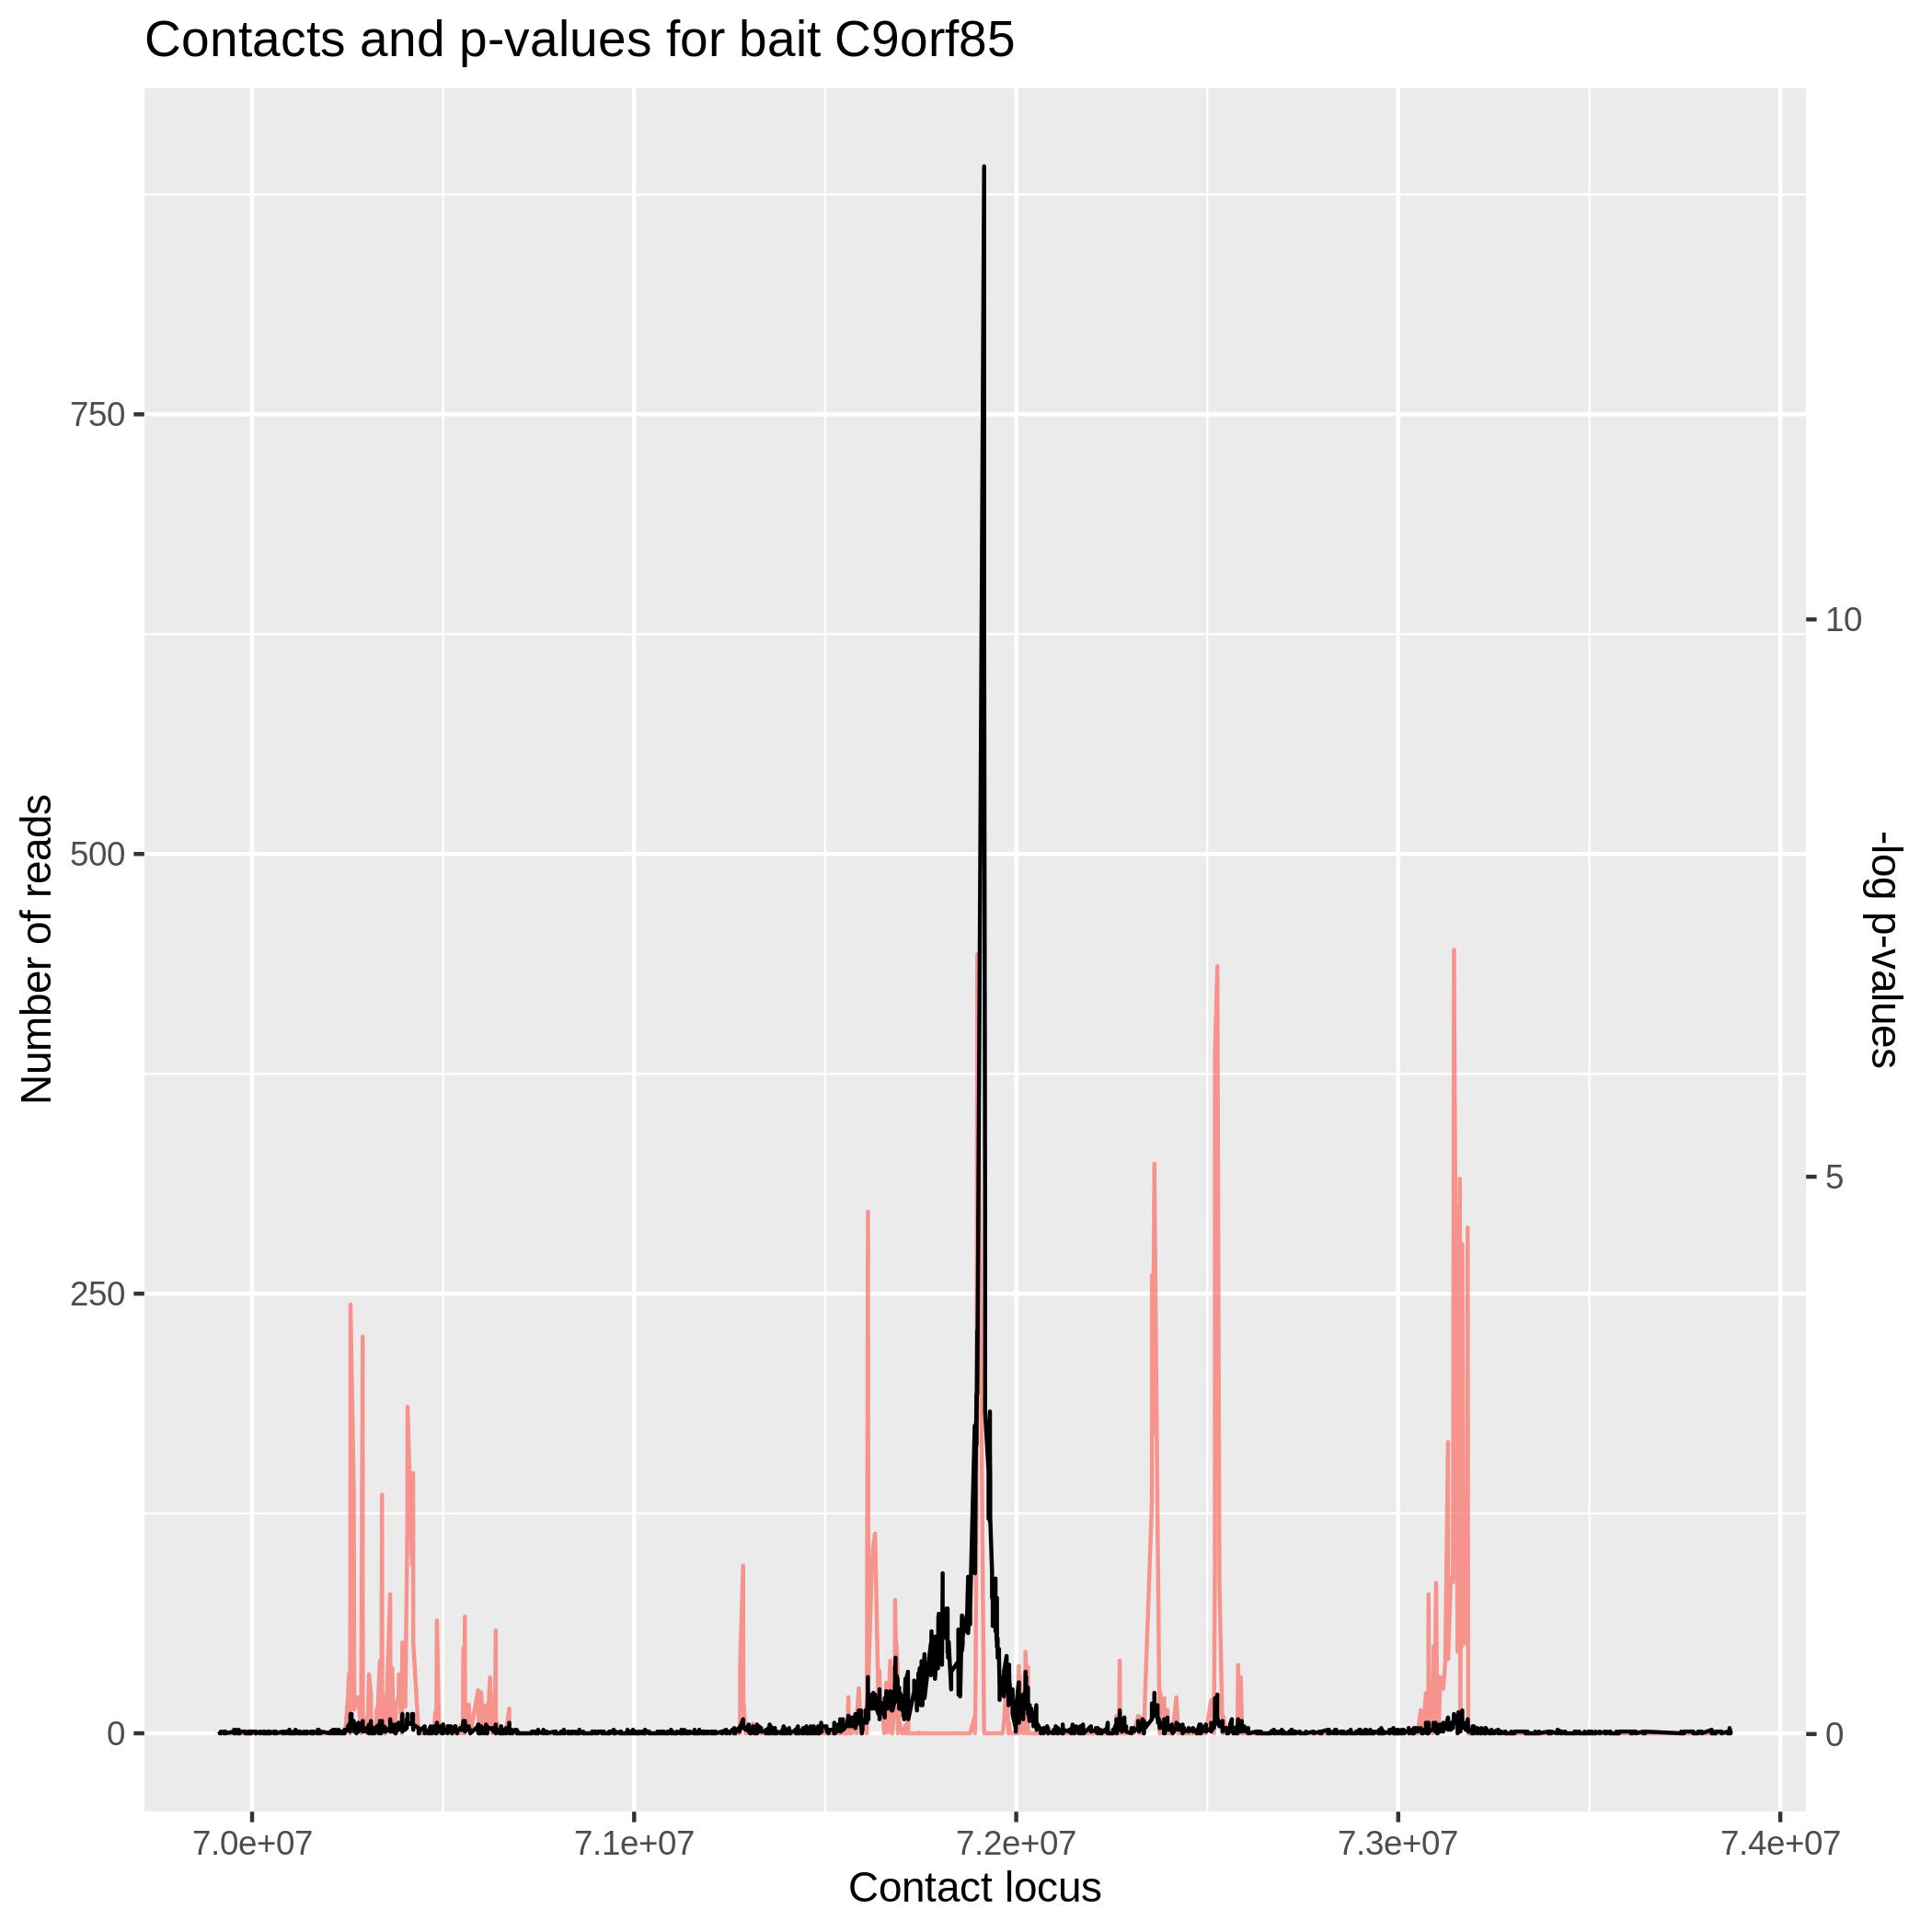 Contacts and p-values for bait C9orf85
750
500
250
0
10
5
0
Number of reads
-log p-values
7.0e+07
7.1e+07
7.2e+07
7.3e+07
7.4e+07
Contact locus